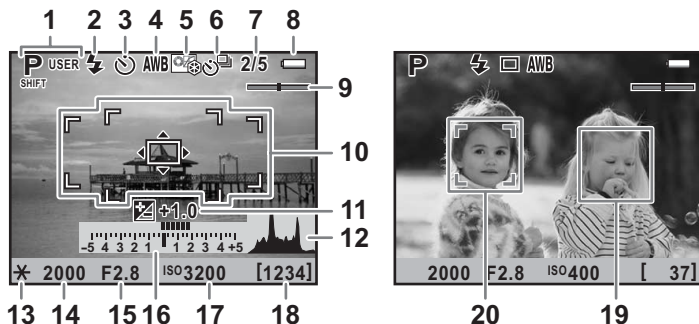 1 2 3 4 5 6 7 8
P USER AWB 2/5
SHIFT
9
10
+1.0 11
12
-5 4 3 2 1 1 2 3 4 +5
2000 F2.8 ISO3200 [1234]
13 14 15 16 17 18
P AWB
2000 F2.8 ISO400 [ 37]
20 19